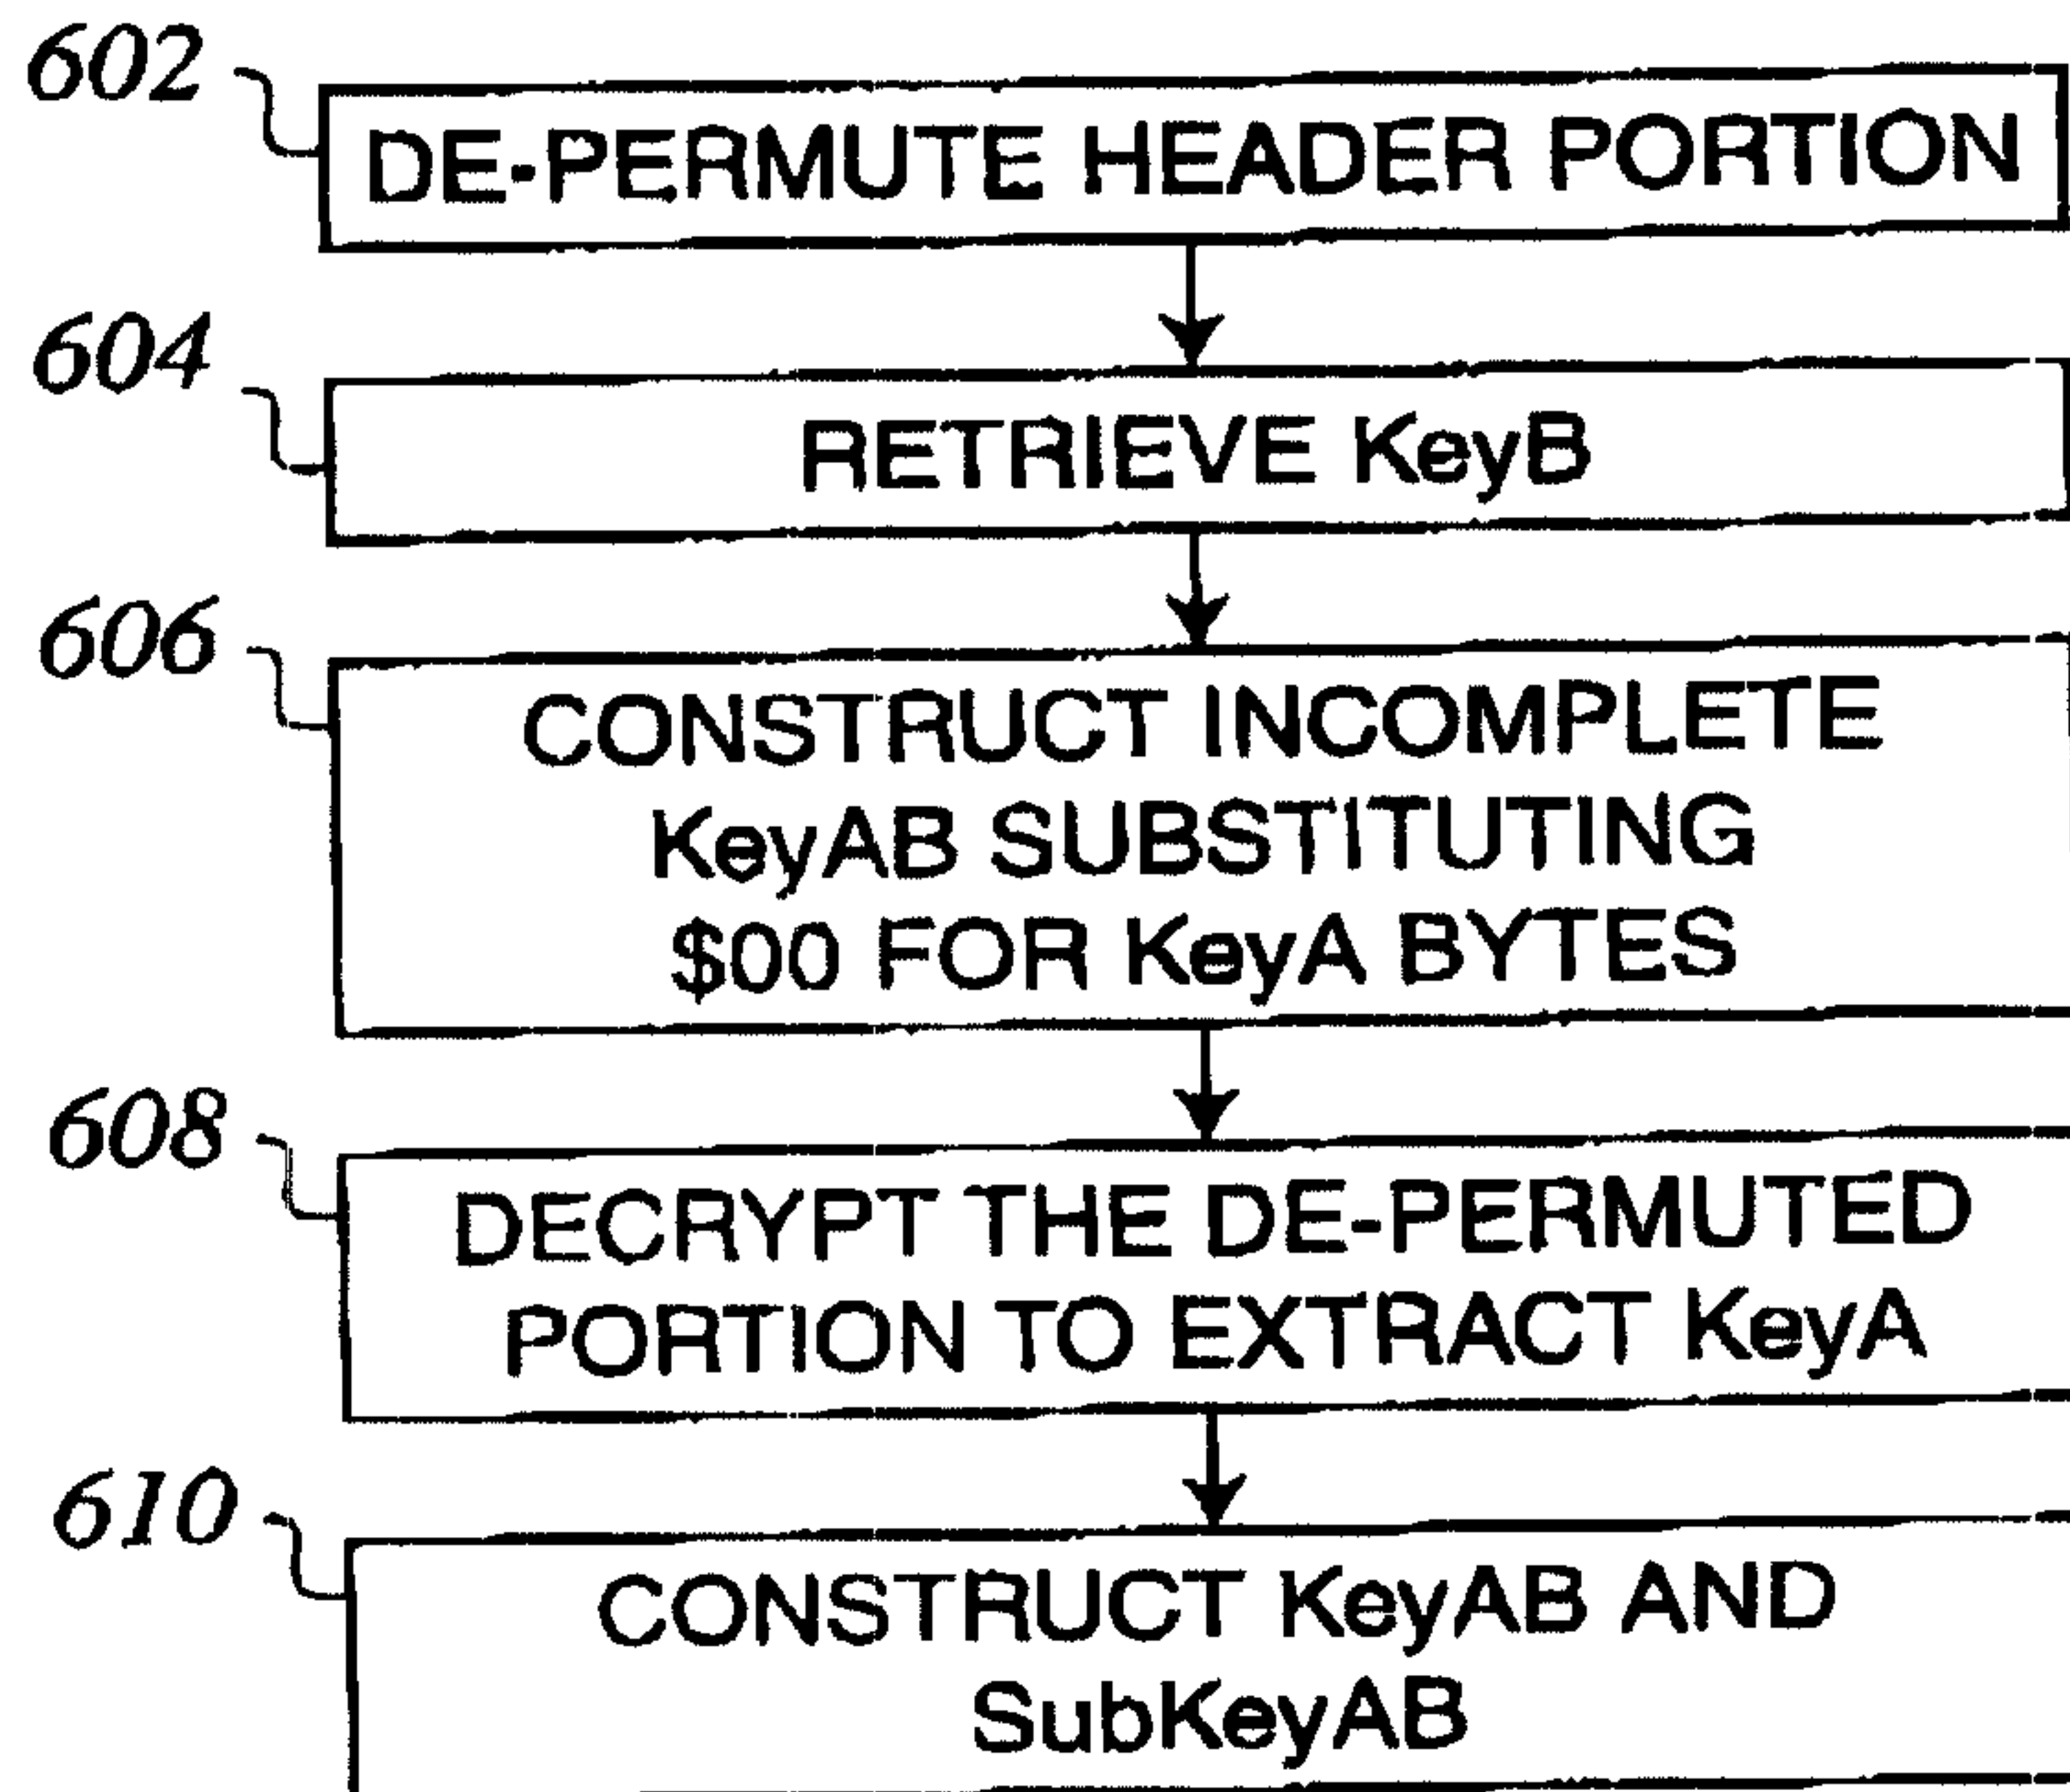 602
DE-PERMUTE HEADER PORTION
604
RETRIEVE KeyB
606
CONSTRUCT INCOMPLETE
KeyAB SUBSTITUTING
$00 FOR KeyA BYTES
608
DECRYPT THE DE-PERMUTED
PORTION TO EXTRACT KeyA
610
CONSTRUCT KeyAB AND
SubKeyAB